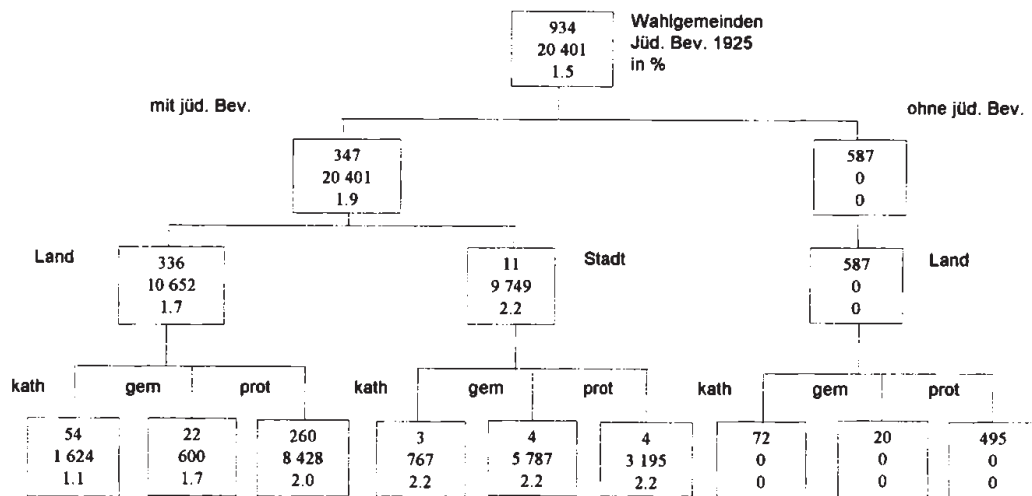 934
20 401
1.5
Wahlgemeinden
Jüd. Bev. 1925
in %
mit jüd. Bev.
ohne jüd. Bev.
347
20 401
1.9
587
0
0
Land
336
10 652
1.7
11
9 749
2.2
Stadt
587
0
0
Land
kath
gem
prot
kath
gem
prot
kath
gem
prot
54
1 624
1.1
22
600
1.7
260
8 428
2.0
3
767
2.2
4
5 787
2.2
4
3 195
2.2
72
0
0
20
0
0
495
0
0